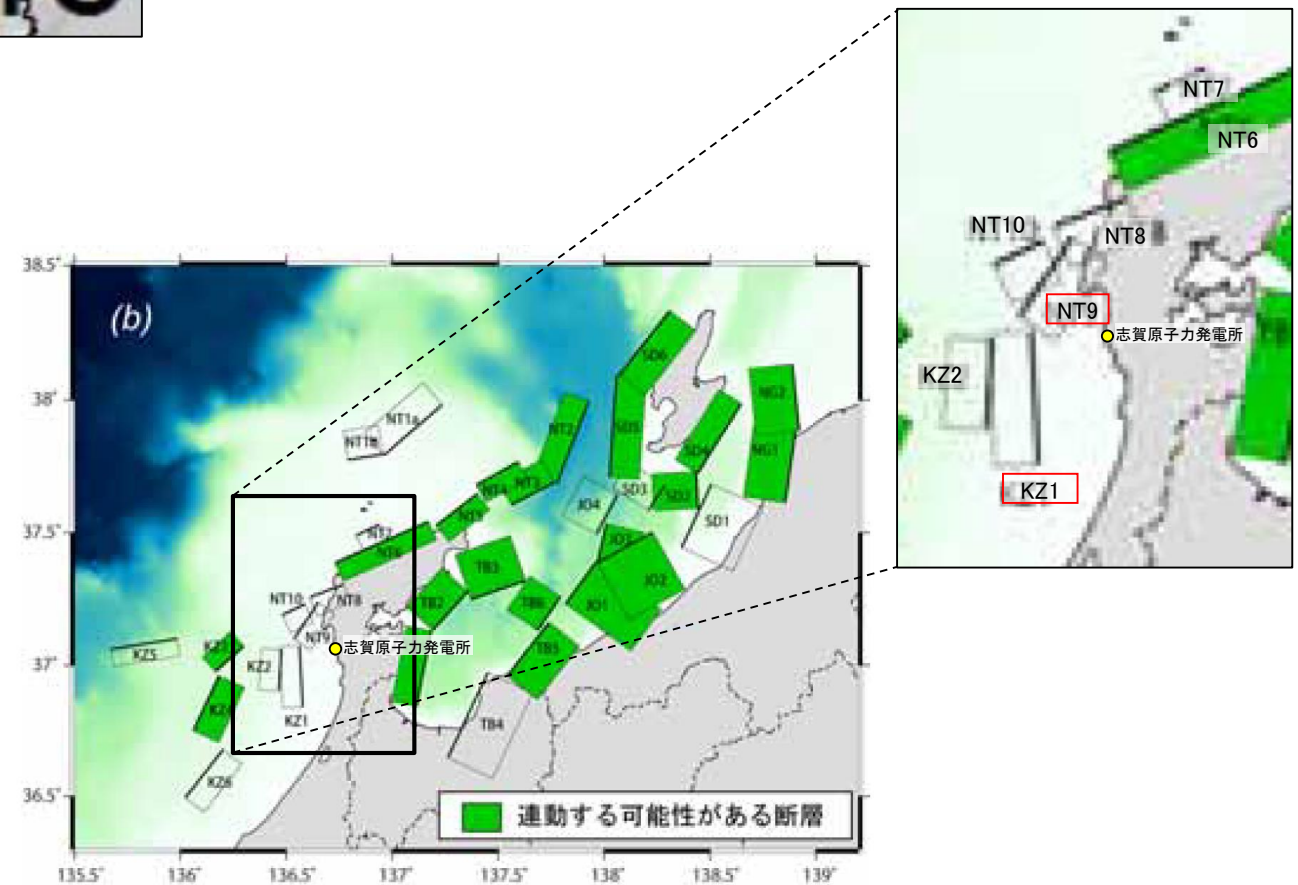 NT7
NT6
NT10
NT8
NT9
志賀原子力発電所
KZ2
KZ1
(b)
38.5°
38°
37.5°
37°
36.5°
135.5°
136°
136.5°
137°
137.5°
138°
138.5°
139°
SD6
NG2
NT1a
NT1b
NT2
SD5
SD4
NG1
NT3
NT4
SD3
SD2
JO4
SD1
NT5
NT7
NT6
JO3
TB3
JO2
NT10
NT8
TB2
TB6
JO1
NT9
志賀原子力発電所
KZ5
KZ2
TB5
KZ1
TB4
KZ6
連動する可能性がある断層